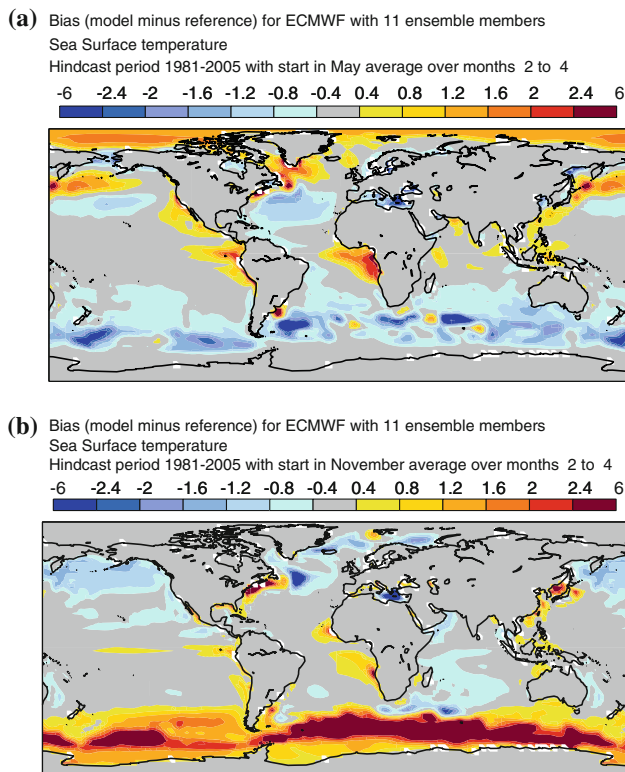 (a) Bias (model minus reference) for ECMWF with 11 ensemble members
Sea Surface temperature
Hindcast period 1981-2005 with start in May average over months 2 to 4
-6 -2.4 -2 -1.6 -1.2 -0.8 -0.4 0.4 0.8 1.2 1.6 2 2.4 6
(b) Bias (model minus reference) for ECMWF with 11 ensemble members
Sea Surface temperature
Hindcast period 1981-2005 with start in November average over months 2 to 4
-6 -2.4 -2 -1.6 -1.2 -0.8 -0.4 0.4 0.8 1.2 1.6 2 2.4 6